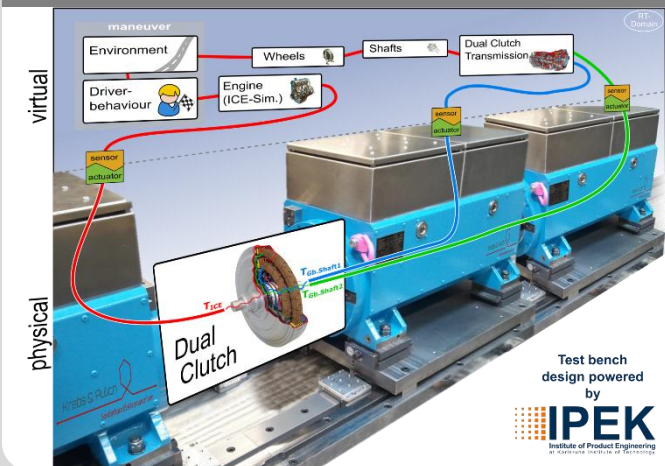 maneuver
RT-
Domain
Environment
Wheels
Shafts
Dual Clutch
Transmission
Driver-
behaviour
Engine
(ICE-Sim.)
virtual
sensor
actuator
sensor
actuator
sensor
actuator
physical
T_ICE
T_Gb.Shaft1
T_Gb.Shaft2
Dual
Clutch
Test bench
design powered
by
IPEK
Institute of Product Engineering
at Karlsruhe Institute of Technology